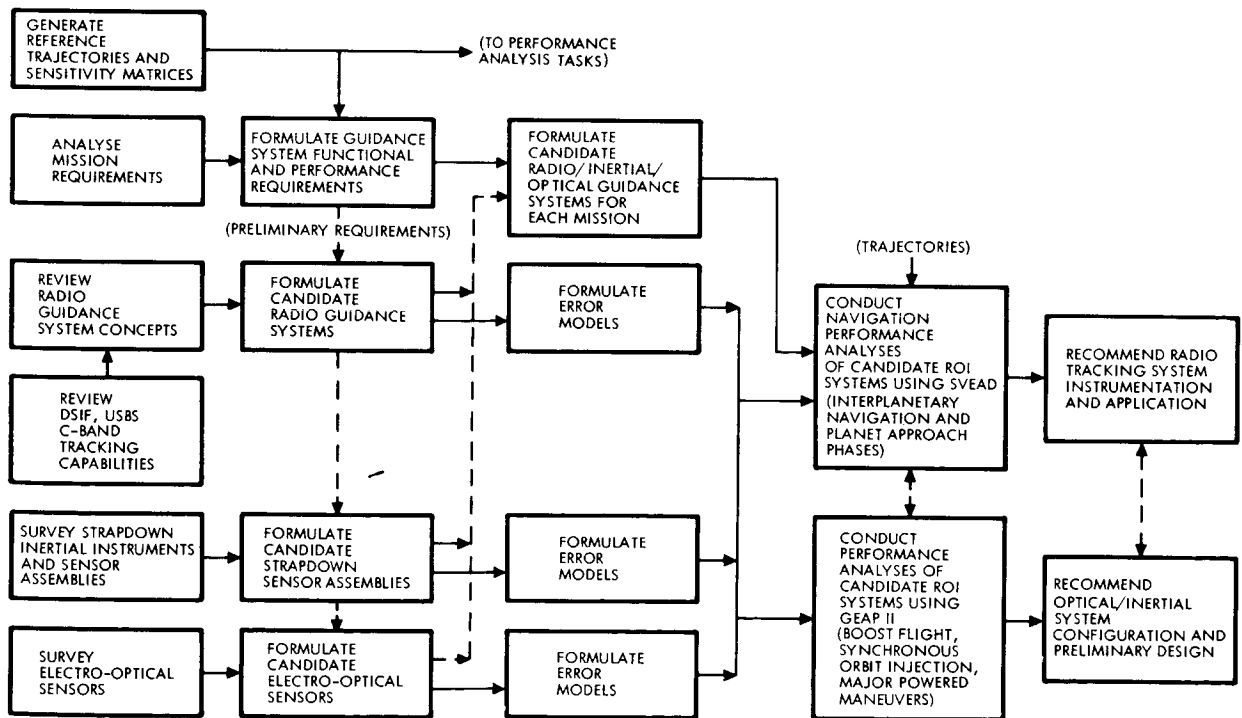 GENERATE
REFERENCE
TRAJECTORIES AND
SENSITIVITY MATRICES
(TO PERFORMANCE
ANALYSIS TASKS)
ANALYSE
MISSION
REQUIREMENTS
FORMULATE GUIDANCE
SYSTEM FUNCTIONAL
AND PERFORMANCE
REQUIREMENTS
FORMULATE
CANDIDATE
RADIO/INERTIAL/
OPTICAL GUIDANCE
SYSTEMS FOR
EACH MISSION
(PRELIMINARY REQUIREMENTS)
REVIEW
RADIO
GUIDANCE
SYSTEM CONCEPTS
FORMULATE
CANDIDATE
RADIO GUIDANCE
SYSTEMS
FORMULATE
ERROR
MODELS
(TRAJECTORIES)
CONDUCT
NAVIGATION
PERFORMANCE
ANALYSES
OF CANDIDATE ROI
SYSTEMS USING SVEAD
(INTERPLANETARY
NAVIGATION AND
PLANET APPROACH
PHASES)
RECOMMEND RADIO
TRACKING SYSTEM
INSTRUMENTATION
AND APPLICATION
REVIEW
DSIF, USBS
C-BAND
TRACKING
CAPABILITIES
SURVEY STRAPDOWN
INERTIAL INSTRUMENTS
AND SENSOR
ASSEMBLIES
FORMULATE
CANDIDATE
STRAPDOWN
SENSOR ASSEMBLIES
FORMULATE
ERROR
MODELS
CONDUCT
PERFORMANCE
ANALYSES OF
CANDIDATE ROI
SYSTEMS USING
GEAP II
(BOOST FLIGHT,
SYNCHRONOUS
ORBIT INJECTION,
MAJOR POWERED
MANEUVERS)
RECOMMEND
OPTICAL/INERTIAL
SYSTEM
CONFIGURATION AND
PRELIMINARY DESIGN
SURVEY
ELECTRO-OPTICAL
SENSORS
FORMULATE
CANDIDATE
ELECTRO-OPTICAL
SENSORS
FORMULATE
ERROR
MODELS